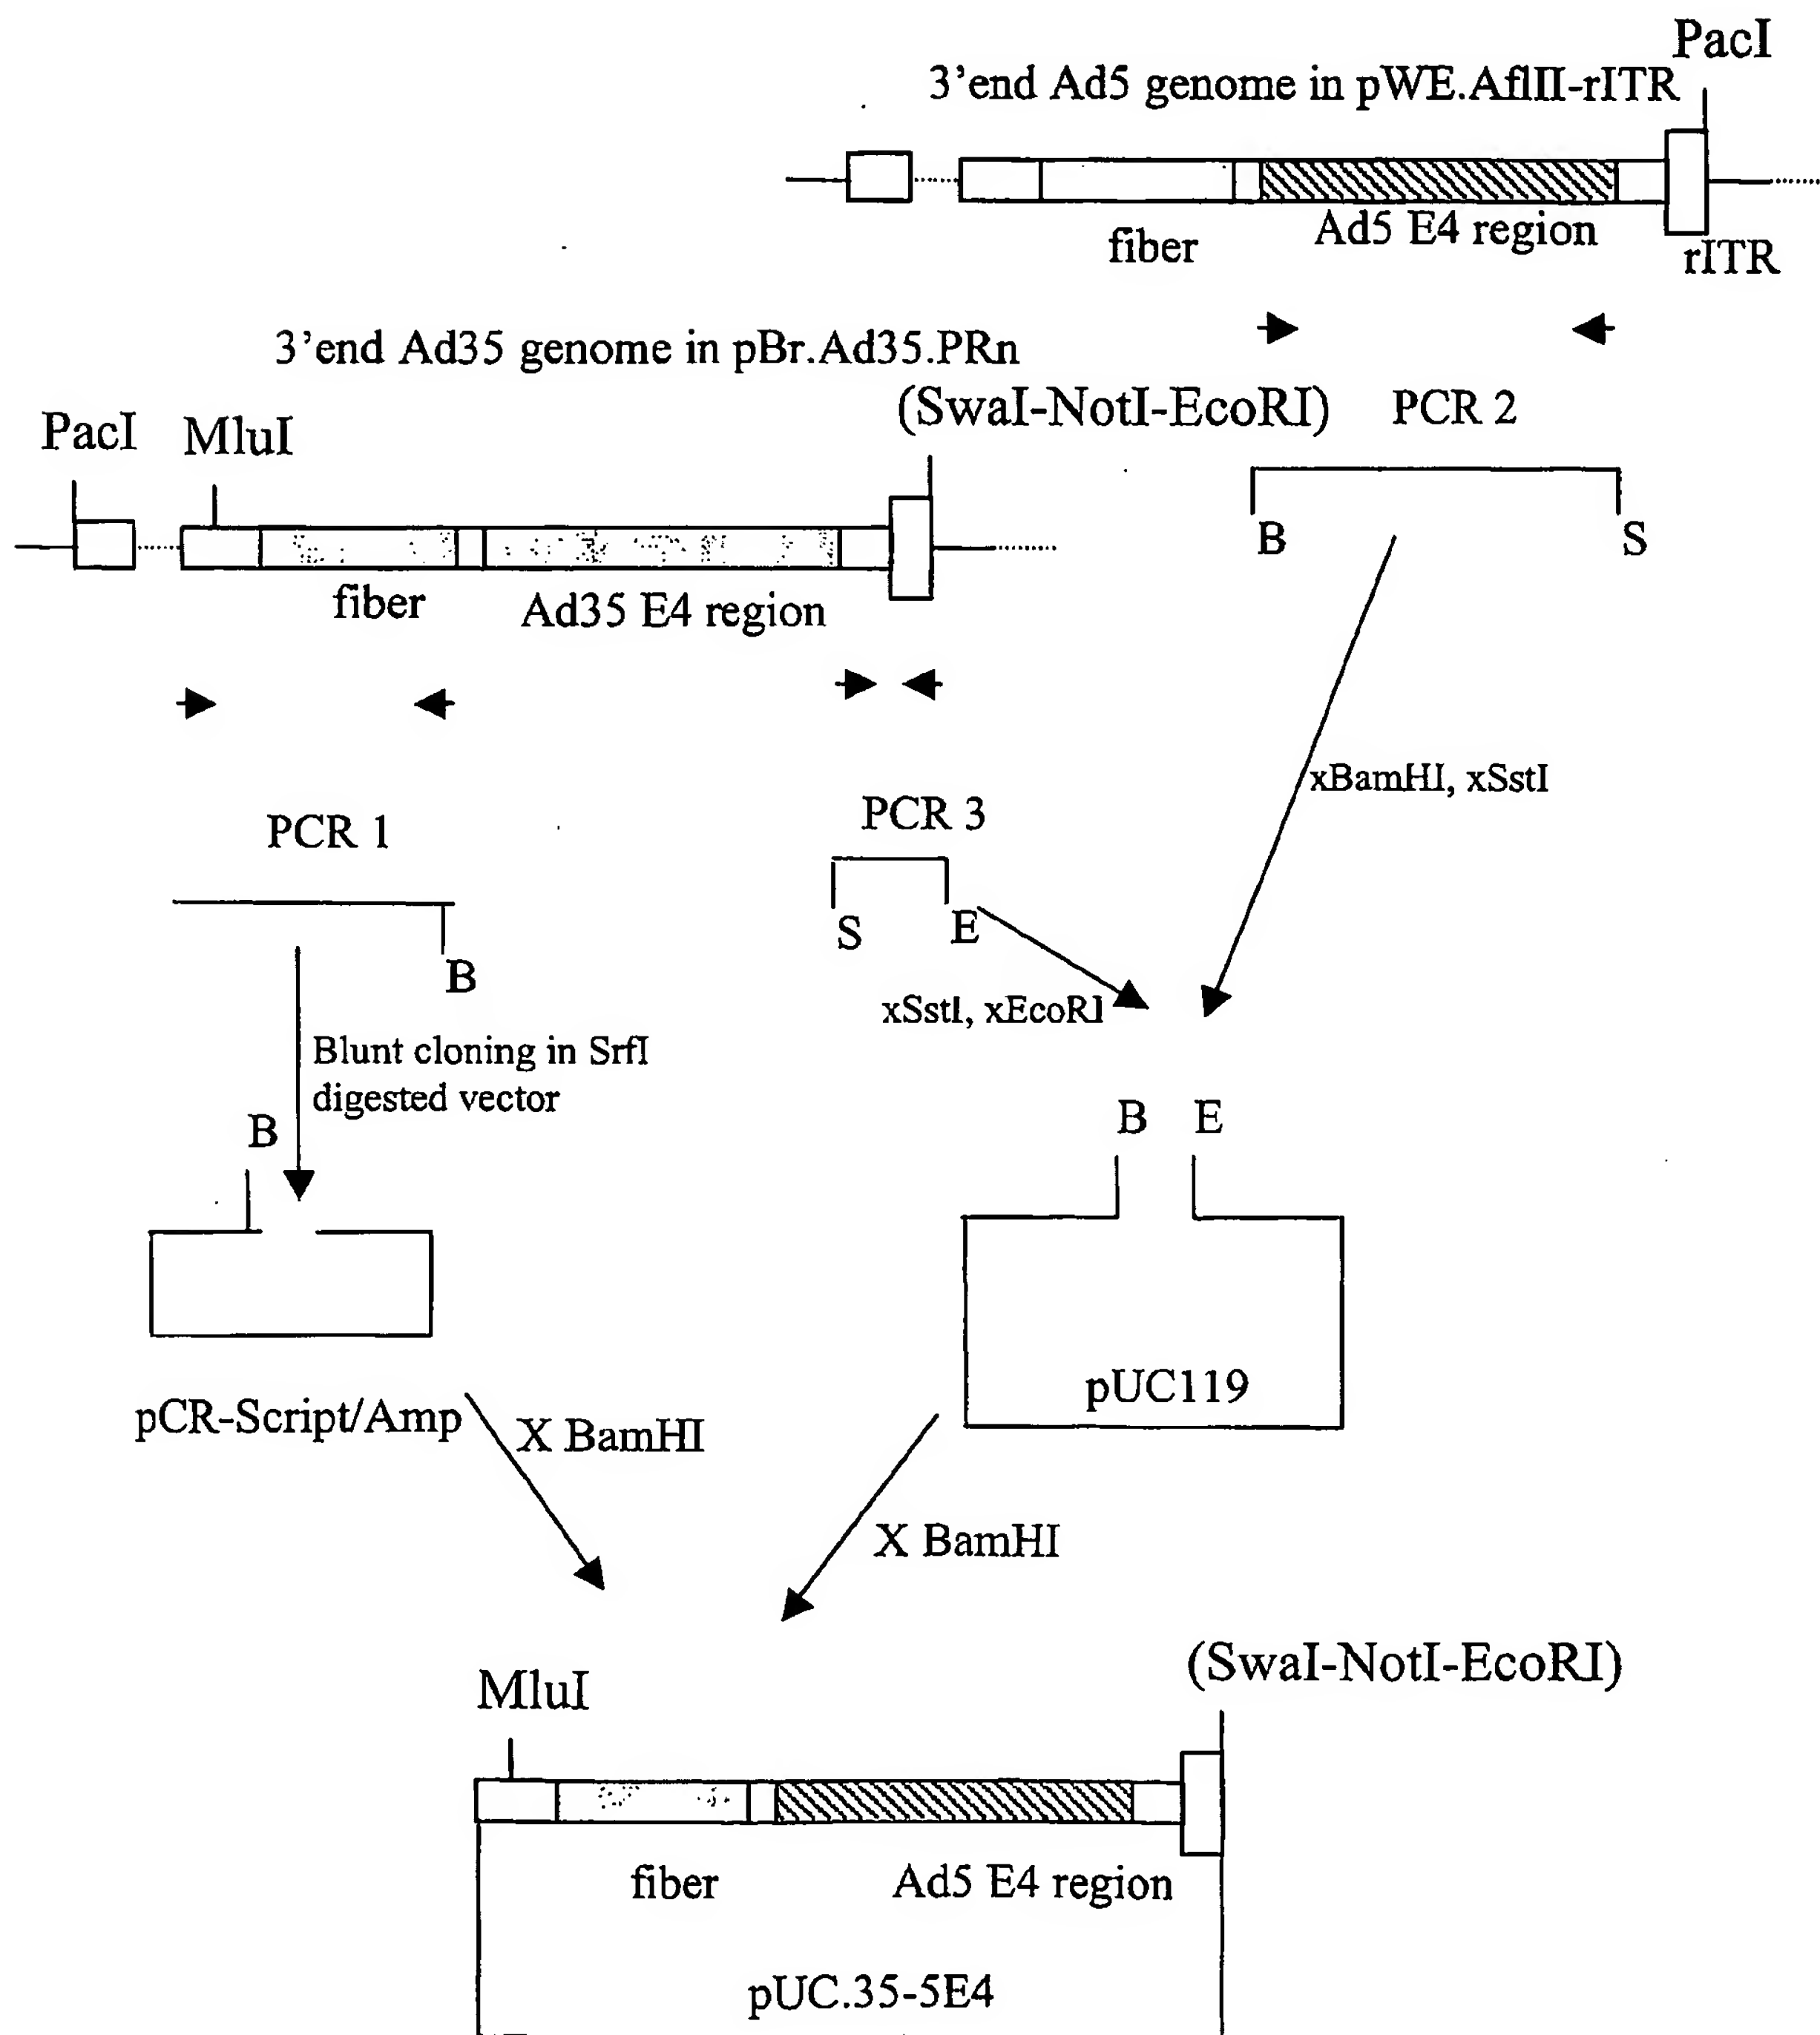 PacI
3'end Ad5 genome in pWE.AflII-rITR
fiber
Ad5 E4 region
rITR
3'end Ad35 genome in pBr.Ad35.PRn
(SwaI-NotI-EcoRI)
PCR 2
PacI
MluI
B
S
fiber
Ad35 E4 region
xBamHI, xSstI
PCR 1
PCR 3
S
E
B
xSstI, xEcoRI
Blunt cloning in SrfI
digested vector
B
B
E
pUC119
pCR-Script/Amp
X BamHI
X BamHI
(SwaI-NotI-EcoRI)
MluI
fiber
Ad5 E4 region
pUC.35-5E4